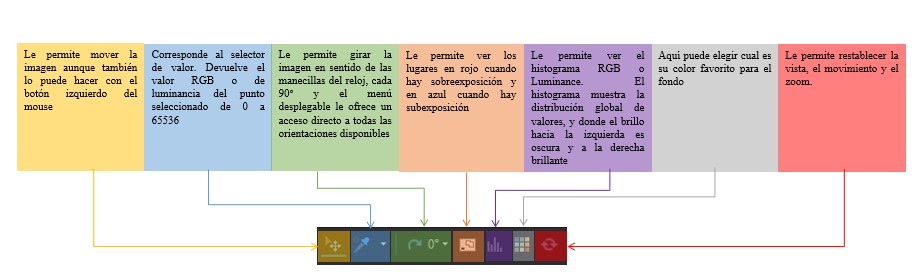 Le permite mover la
imagen aunque también
lo puede hacer con el
botón izquierdo del
mouse
Corresponde al selector
de valor. Devuelve el
valor RGB o de
luminancia del punto
seleccionado de 0 a
65536
Le permite girar la
imagen en sentido de las
manecillas del reloj, cada
90° y el menú
desplegable le ofrece un
acceso directo a todas las
orientaciones disponibles
Le permite ver los
lugares en rojo cuando
hay sobreexposición y
en azul cuando hay
subexposición
Le permite ver el
histograma RGB o
Luminance. El
histograma muestra la
distribución global de
valores, y donde el brillo
hacia la izquierda es
oscura y a la derecha
brillante
Aquí puede elegir cual es
su color favorito para el
fondo
Le permite restablecer la
vista, el movimiento y el
zoom.
0°